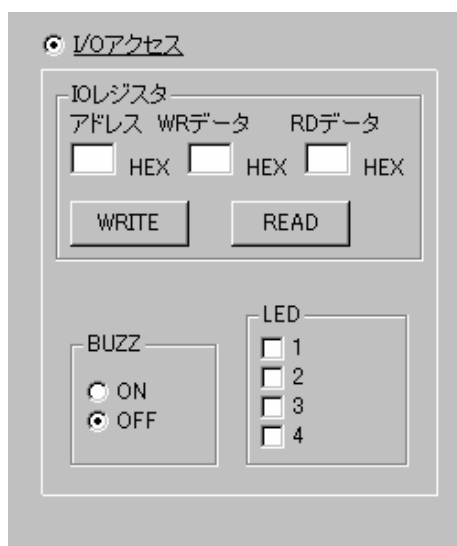 I/Oアクセス
IOレジスタ
アドレス WRデータ RDデータ
HEX HEX HEX
WRITE READ
LED
BUZZ
1
2
ON
3
OFF
4